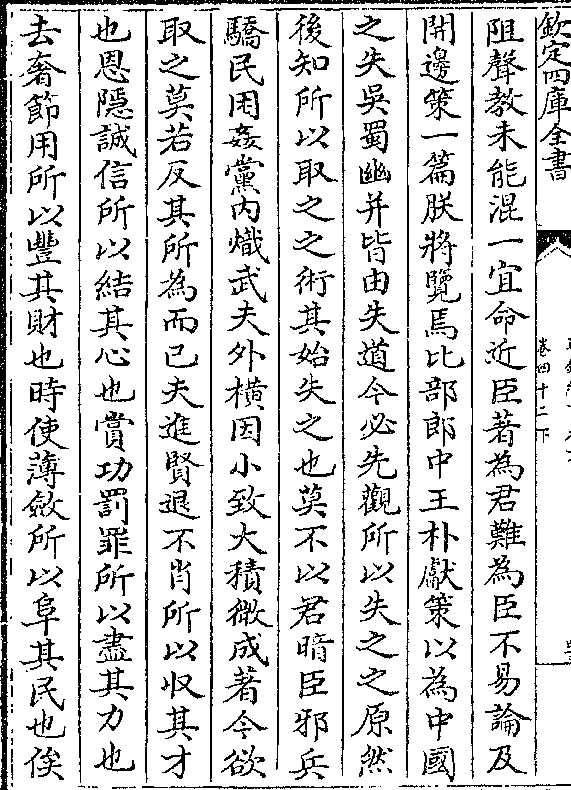 欽定四庫全書
卷四十二下
阻聲教未能混一宜命近臣著為君難為臣不易論及
開邊策一篇朕將覽焉比部郎中王朴獻策以為中國
之失吳蜀幽并皆由失道今必先觀所以失之之原然
後知所以取之之術其始失之也莫不以君暗臣邪兵
驕民困姦黨內熾武夫外橫因小致大積微成著今欲
取之莫若反其所為而已夫進賢退不肖所以收其才
也恩隱誠信所以結其心也賞功罰罪所以盡其力也
去奢節用所以豐其財也時使薄斂所以阜其民也俟